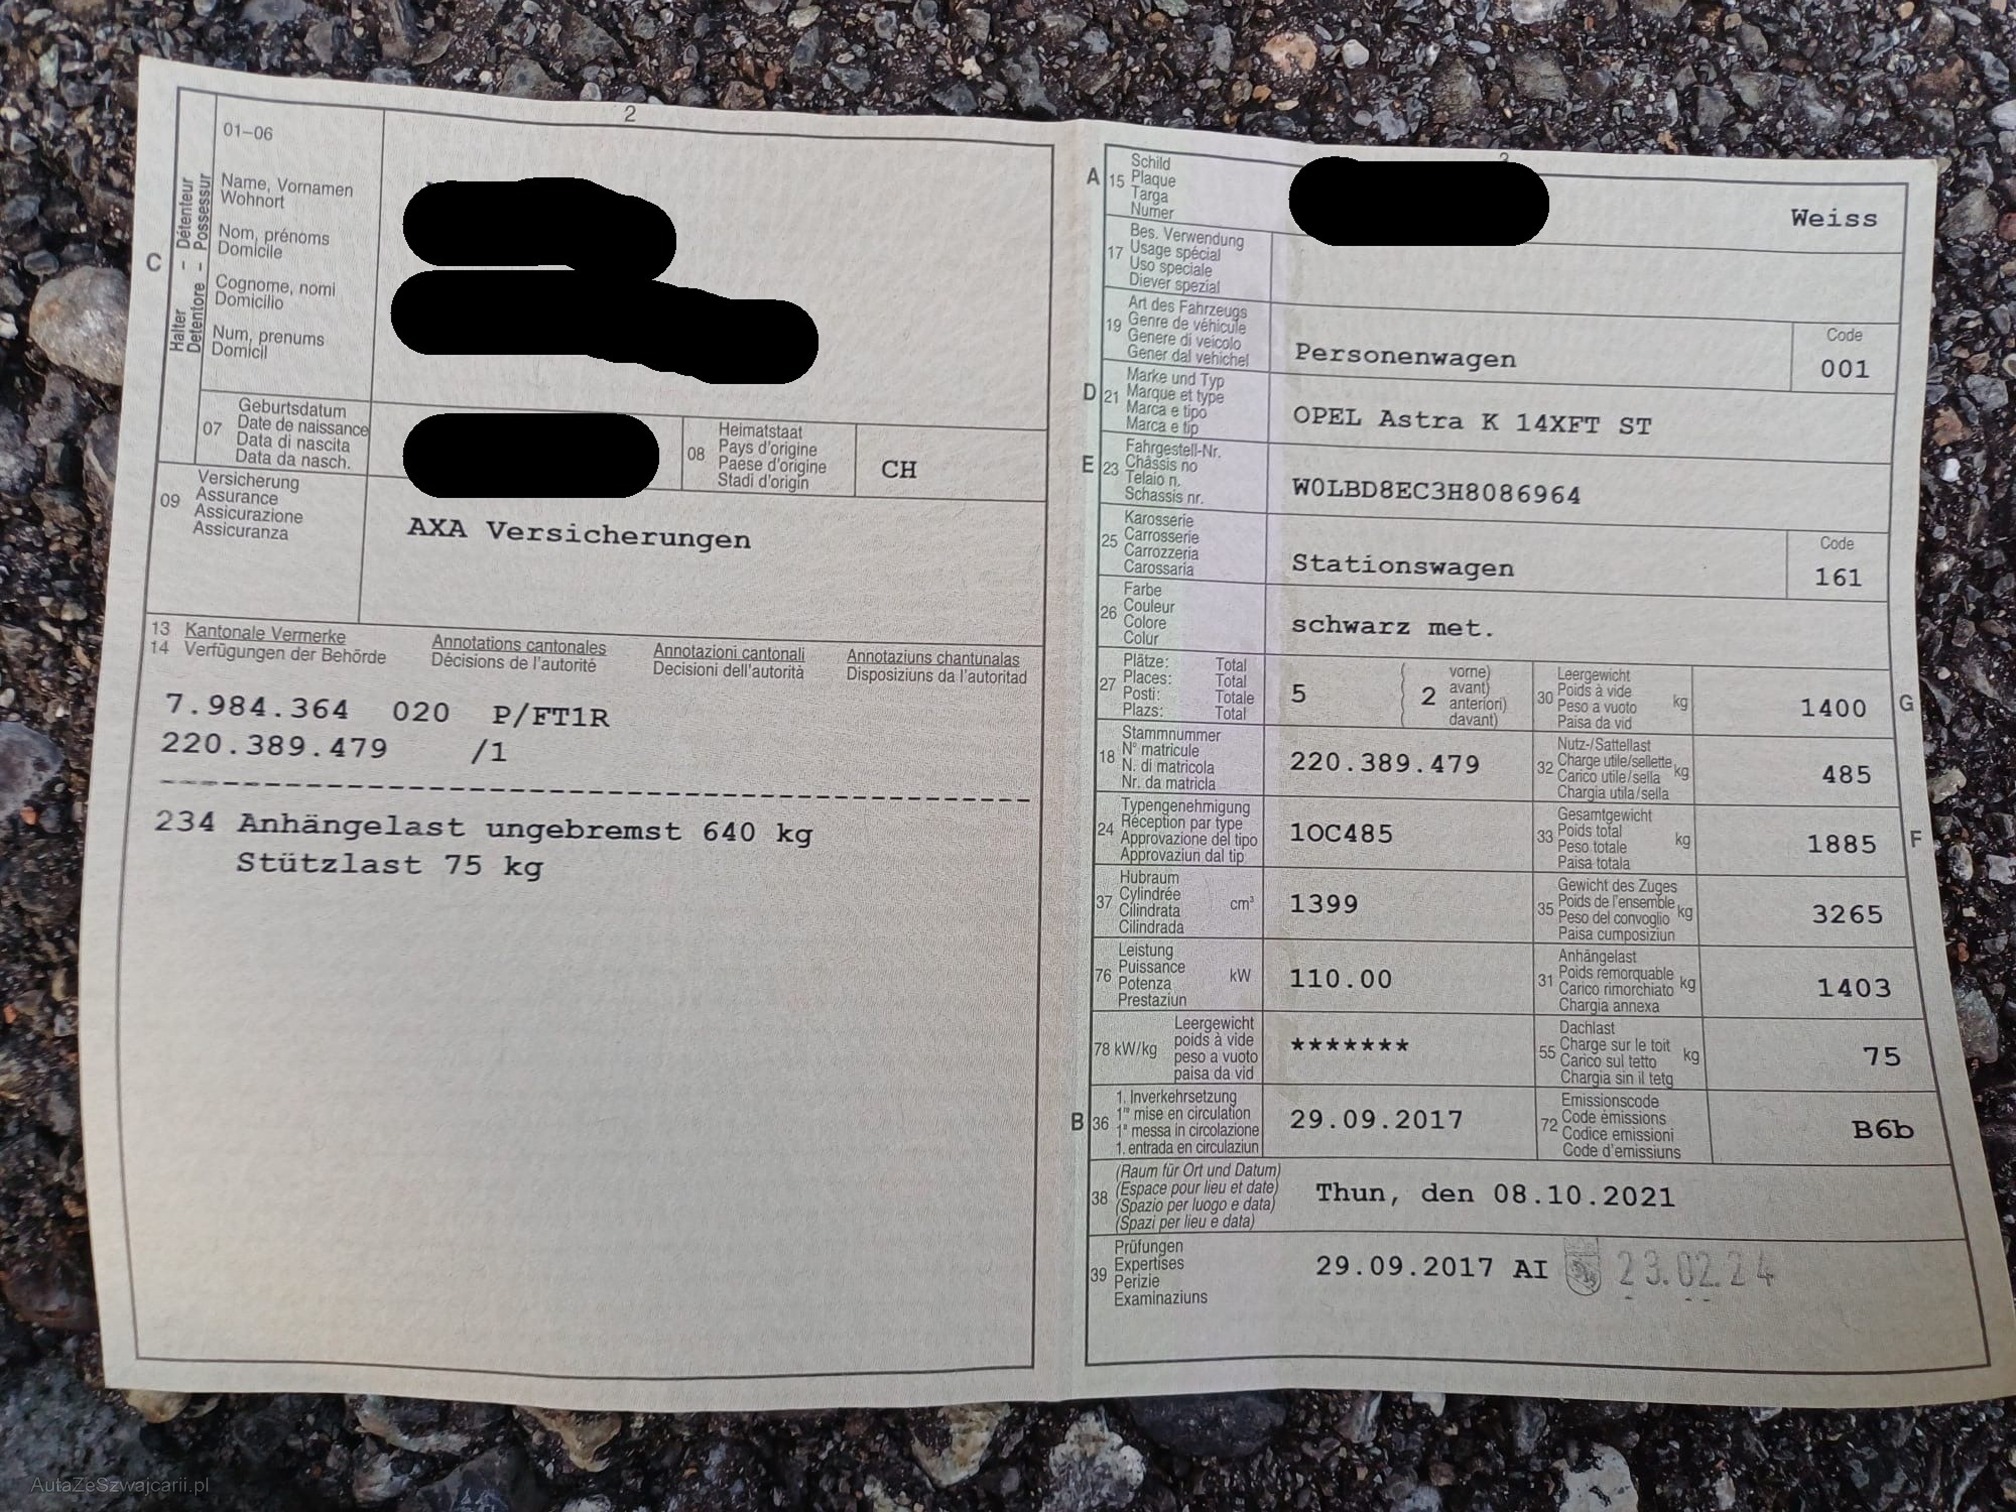 2
01–06
Name, Vornamen
Wohnort
Nom, prénoms
Domicile
Cognome, nomi
Domicilio
Num, prenums
Domicil
C
Halter – Détenteur
Detentore – Possessur
07
Geburtsdatum
Date de naissance
Data di nascita
Data da nasch.
08
Heimatstaat
Pays d'origine
Paese d'origine
Stadi d'origin
CH
09
Versicherung
Assurance
Assicurazione
Assicuranza
AXA Versicherungen
13 Kantonale Vermerke Annotations cantonales Annotazioni cantonali Annotaziuns chantunalas
14 Verfügungen der Behörde Décisions de l'autorité Decisioni dell'autorità Disposiziuns da l'autoritad
7.984.364 020 P/FT1R
220.389.479 /1
234 Anhängelast ungebremst 640 kg
Stützlast 75 kg
A 15
Schild
Plaque
Targa
Numer
Weiss
17
Bes. Verwendung
Usage spécial
Uso speciale
Diever spezial
19
Art des Fahrzeugs
Genre de véhicule
Genere di veicolo
Gener dal vehichel
Personenwagen
Code
001
D 21
Marke und Typ
Marque et type
Marca e tipo
Marca e tip
OPEL Astra K 14XFT ST
E 23
Fahrgestell-Nr.
Châssis no
Telaio n.
Schassis nr.
W0LBD8EC3H8086964
25
Karosserie
Carrosserie
Carrozzeria
Carossaria
Stationswagen
Code
161
26
Farbe
Couleur
Colore
Colur
schwarz met.
27
Plätze: Total
Places: Total
Posti: Totale
Plazs: Total
5
2
vorne)
avant)
anteriori)
davant)
30
Leergewicht
Poids à vide
Peso a vuoto
Paisa da vid
kg
1400
G
18
Stammnummer
N° matricule
N. di matricola
Nr. da matricla
220.389.479
32
Nutz-/Sattellast
Charge utile/sellette
Carico utile/sella
Chargia utila/sella
kg
485
24
Typengenehmigung
Réception par type
Approvazione del tipo
Approvaziun dal tip
1OC485
33
Gesamtgewicht
Poids total
Peso totale
Paisa totala
kg
1885
F
37
Hubraum
Cylindrée
Cilindrata
Cilindrada
cm³
1399
35
Gewicht des Zuges
Poids de l'ensemble
Peso del convoglio
Paisa cumposiziun
kg
3265
76
Leistung
Puissance
Potenza
Prestaziun
kW
110.00
31
Anhängelast
Poids remorquable
Carico rimorchiato
Chargia annexa
kg
1403
78 kW/kg
Leergewicht
poids à vide
peso a vuoto
paisa da vid
*******
55
Dachlast
Charge sur le toit
Carico sul tetto
Chargia sin il tetg
kg
75
B 36
1. Inverkehrsetzung
1re mise en circulation
1a messa in circolazione
1. entrada en circulaziun
29.09.2017
72
Emissionscode
Code émissions
Codice emissioni
Code d'emissiuns
B6b
38
(Raum für Ort und Datum)
(Espace pour lieu et date)
(Spazio per luogo e data)
(Spazi per lieu e data)
Thun, den 08.10.2021
39
Prüfungen
Expertises
Perizie
Examinaziuns
29.09.2017 AI 23.02.24
AutaZeSzwajcarii.pl